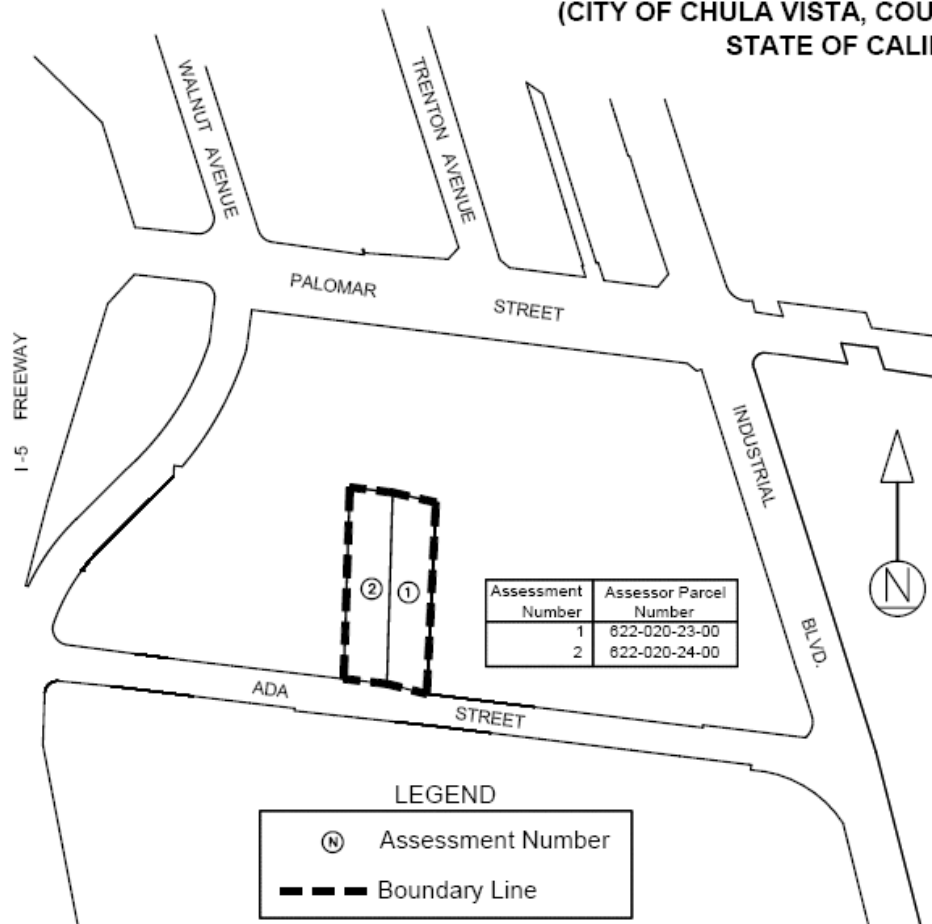 (CITY OF CHULA VISTA, COU
STATE OF CALI
WALNUT AVENUE
TRENTON AVENUE
PALOMAR STREET
I-5 FREEWAY
INDUSTRIAL BLVD.
N
2
1
Assessment Number Assessor Parcel Number
1 622-020-23-00
2 622-020-24-00
ADA STREET
LEGEND
N Assessment Number
Boundary Line